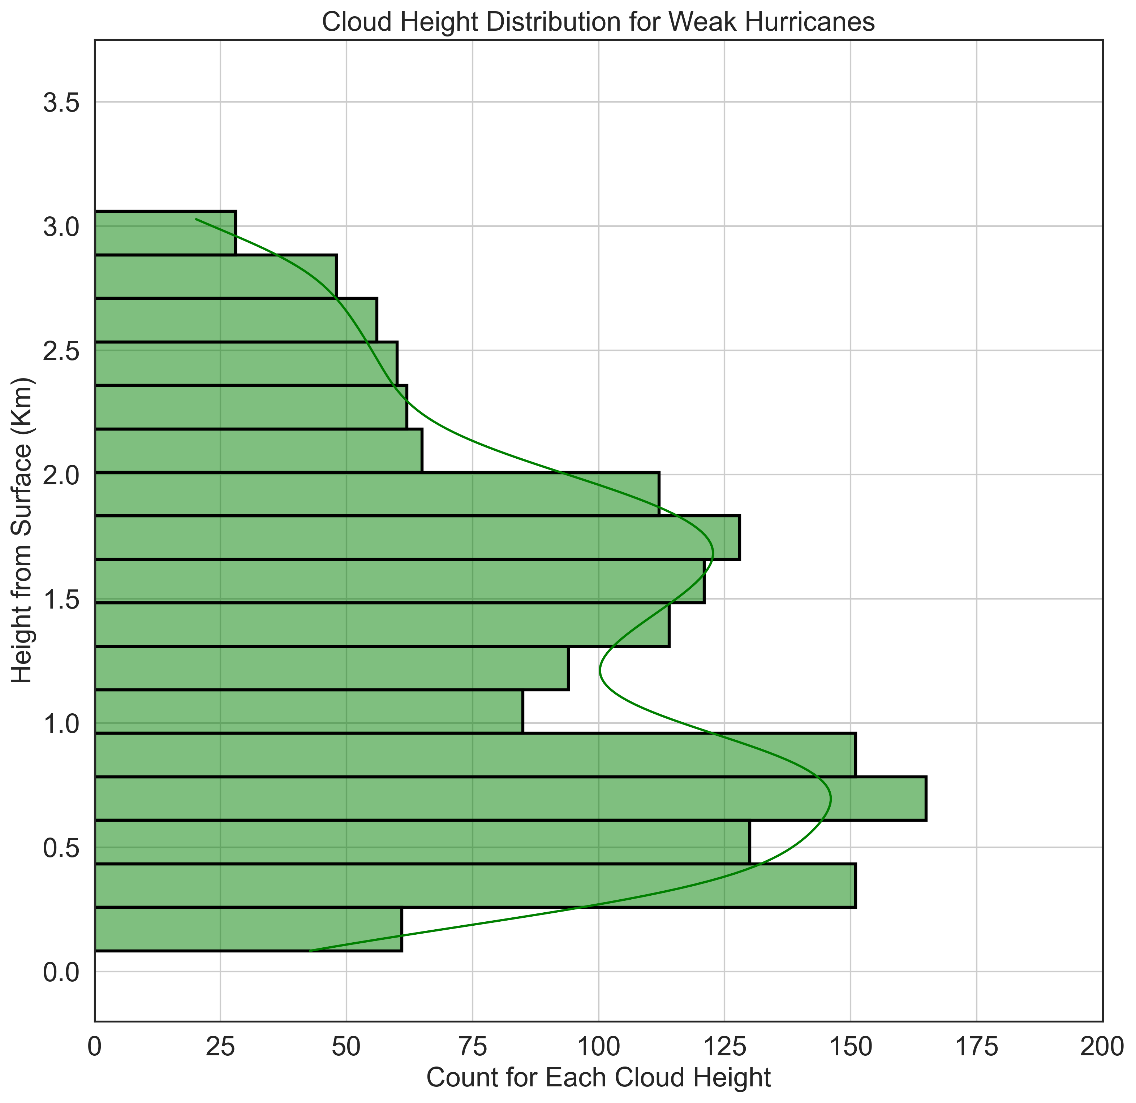 Cloud Height Distribution for Weak Hurricanes
Height from Surface (Km)
3.5
3.0
2.5
2.0
1.5
1.0
0.5
0.0
0 25 50 75 100 125 150 175 200
Count for Each Cloud Height